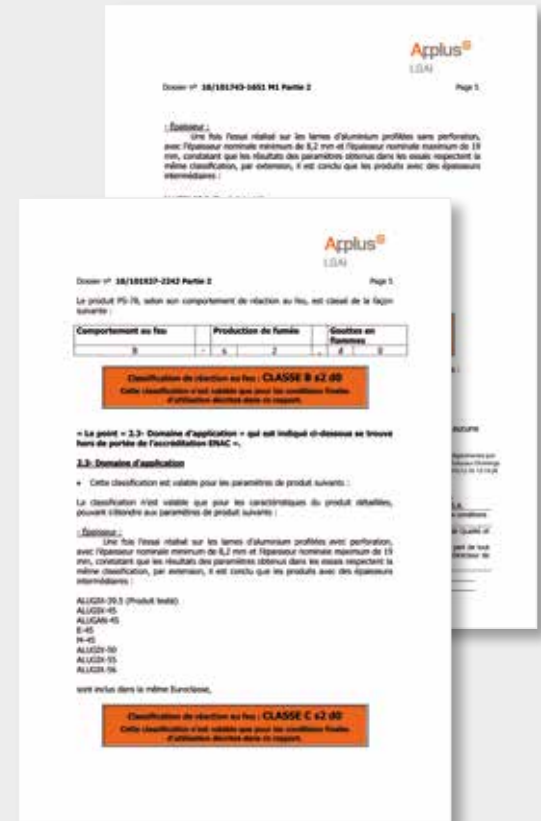 Applus
LGAI
Dossier nº 16/101743-1651 M1 Partie 2
Page 5
- Épaisseur :
Une fois l'essai réalisé sur les lames d'aluminium profilées sans perforation,
avec l'épaisseur nominale minimum de 8,2 mm et l'épaisseur nominale maximum de 19
mm, constatant que les résultats des paramètres obtenus dans les essais respectent la
même classification, par extension, il est conclu que les produits avec des épaisseurs
intermédiaires :
Applus
LGAI
Dossier nº 16/101937-2242 Partie 2
Page 5
Le produit PS-78, selon son comportement de réaction au feu, est classé de la façon
suivante :
Comportement au feu
Production de fumée
Gouttes en
flammes
B - s 2 , d 0
Classification de réaction au feu : CLASSE B s2 d0
Cette classification n'est valable que pour les conditions finales
d'utilisation décrites dans ce rapport.
« Le point « 2.3- Domaine d'application » qui est indiqué ci-dessous se trouve
hors de portée de l'accréditation ENAC ».
2.3- Domaine d'application
• Cette classification est valable pour les paramètres de produit suivants :
La classification n'est valable que pour les caractéristiques du produit détaillées,
pouvant s'étendre aux paramètres de produit suivants :
- Épaisseur :
Une fois l'essai réalisé sur les lames d'aluminium profilées avec perforation,
avec l'épaisseur nominale minimum de 8,2 mm et l'épaisseur nominale maximum de 19
mm, constatant que les résultats des paramètres obtenus dans les essais respectent la
même classification, par extension, il est conclu que les produits avec des épaisseurs
intermédiaires :
ALUGIX-39.5 (Produit testé)
ALUGIX-45
ALUGAN-45
E-45
M-45
ALUGIX-50
ALUGIX-55
ALUGIX-56
sont inclus dans la même Euroclasse,
Classification de réaction au feu : CLASSE C s2 d0
Cette classification n'est valable que pour les conditions finales
d'utilisation décrites dans ce rapport.
aucune